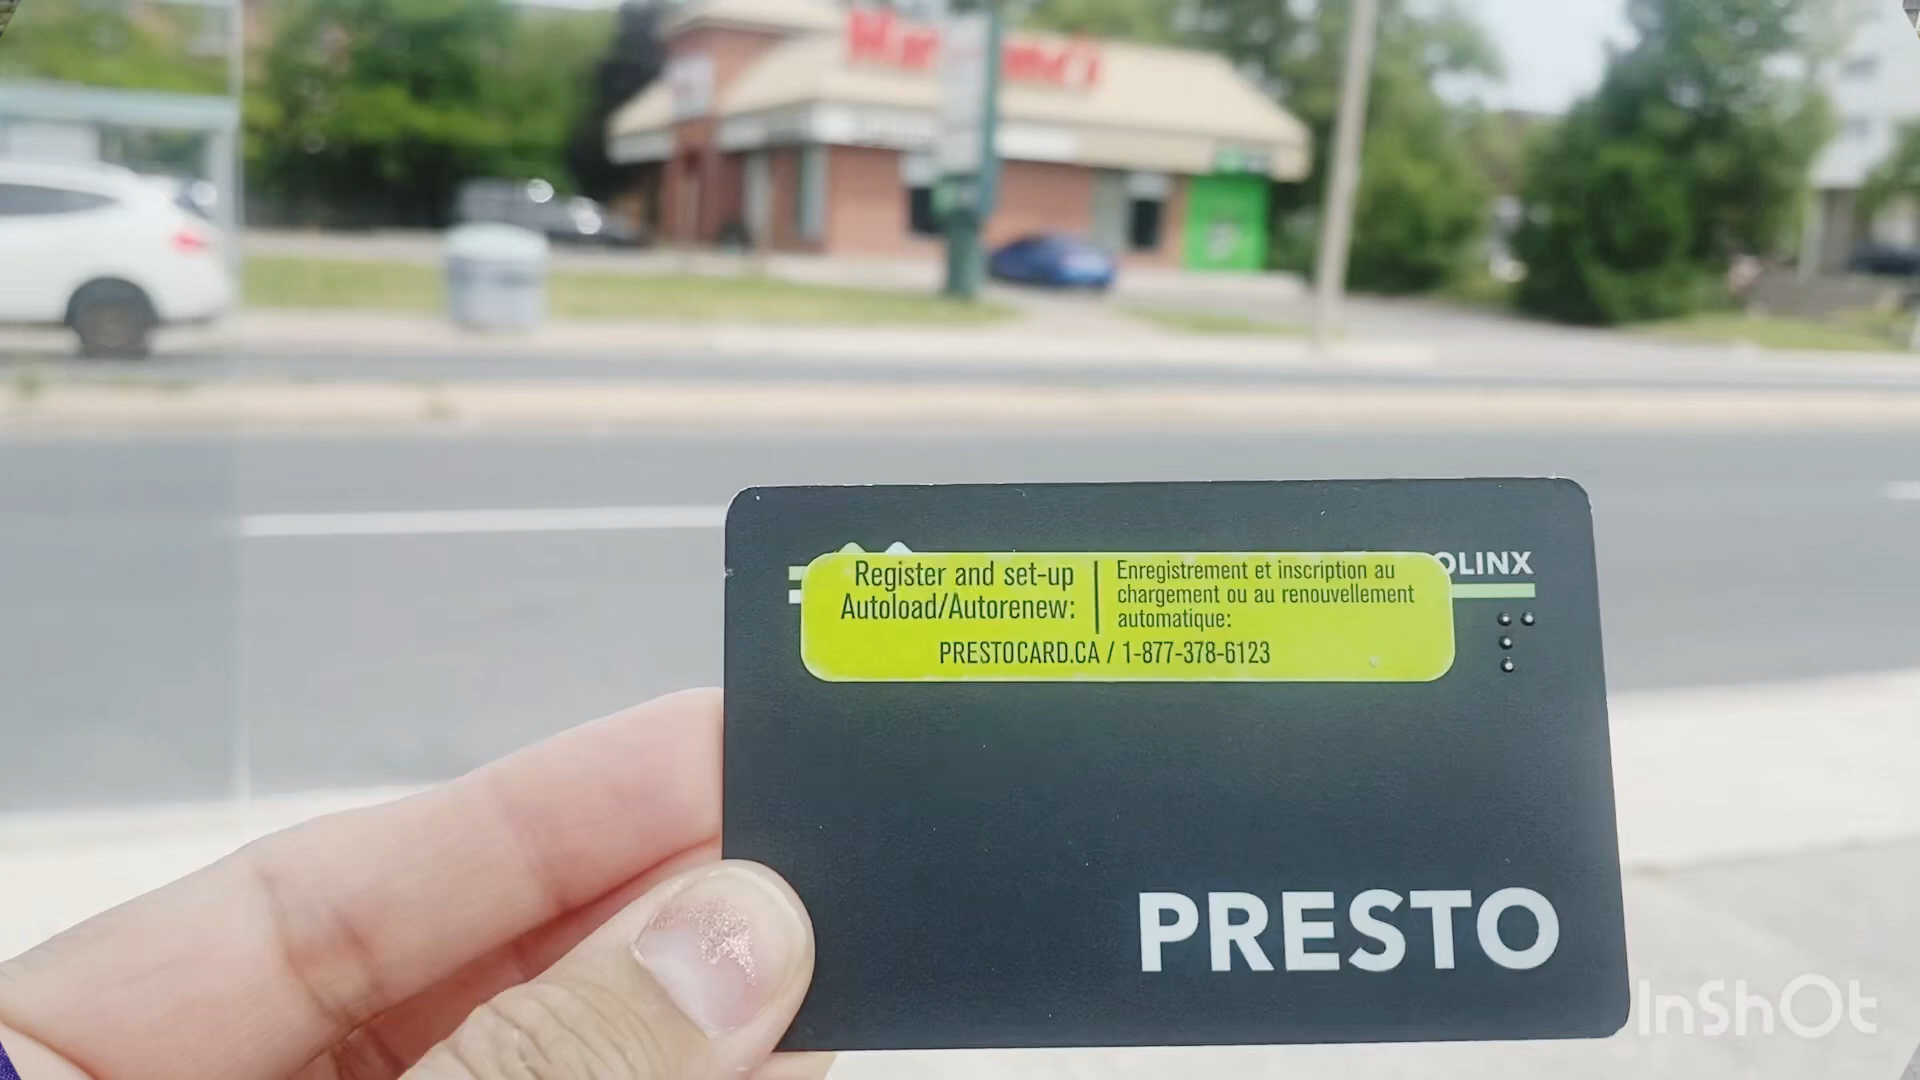 OLINX
Register and set-up
Autoload/Autorenew:
Enregistrement et inscription au
chargement ou au renouvellement
automatique:
PRESTOCARD.CA / 1-877-378-6123
PRESTO
InShOt